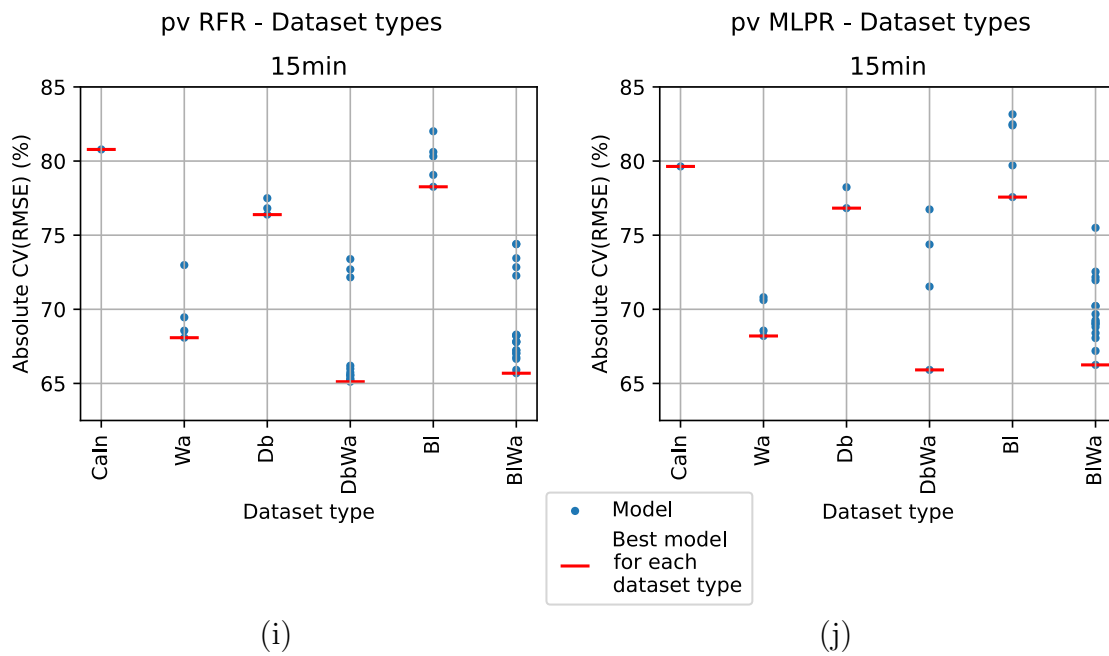 pv RFR - Dataset types
15min
Absolute CV(RMSE) (%)
85
80
75
70
65
CaIn
Wa
Db
DbWa
Bl
BlWa
Dataset type
(i)
pv MLPR - Dataset types
15min
Absolute CV(RMSE) (%)
85
80
75
70
65
CaIn
Wa
Db
DbWa
Bl
BlWa
Dataset type
(j)
Model
Best model
for each
dataset type